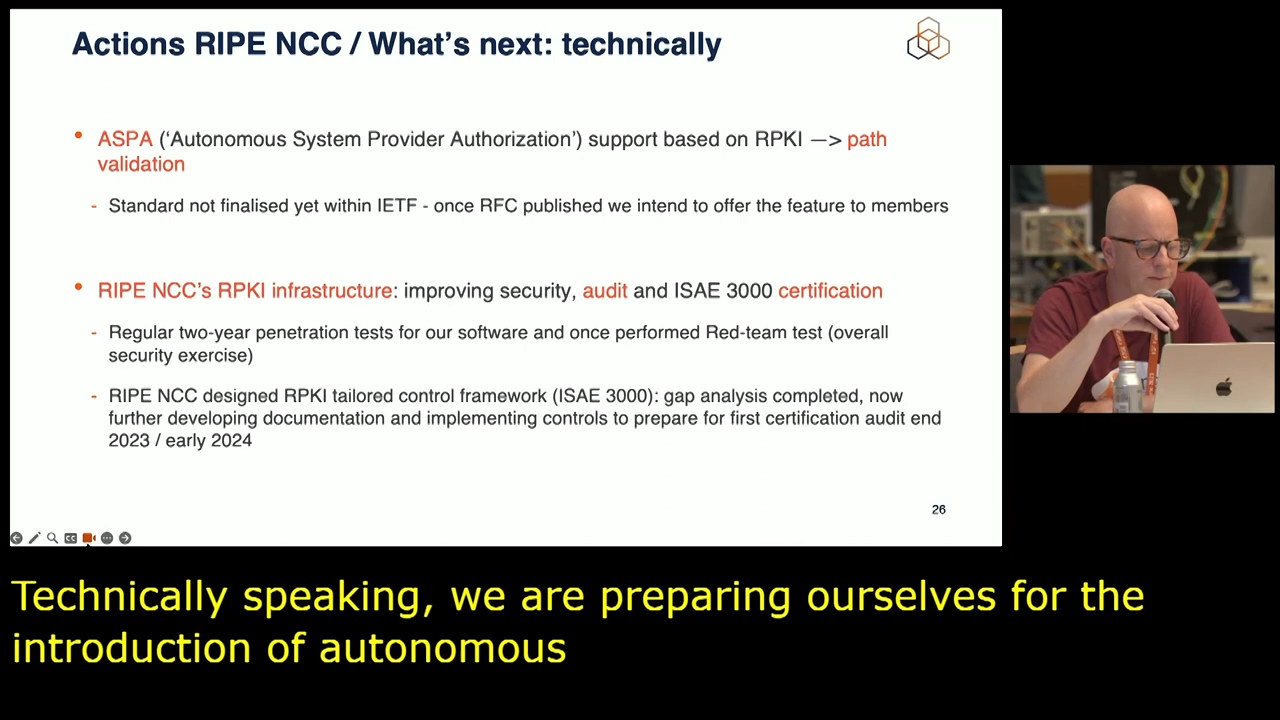 Actions RIPE NCC / What's next: technically
• ASPA (‘Autonomous System Provider Authorization’) support based on RPKI —> path
validation
- Standard not finalised yet within IETF - once RFC published we intend to offer the feature to members
• RIPE NCC's RPKI infrastructure: improving security, audit and ISAE 3000 certification
- Regular two-year penetration tests for our software and once performed Red-team test (overall
security exercise)
- RIPE NCC designed RPKI tailored control framework (ISAE 3000): gap analysis completed, now
further developing documentation and implementing controls to prepare for first certification audit end
2023 / early 2024
26
Technically speaking, we are preparing ourselves for the
introduction of autonomous